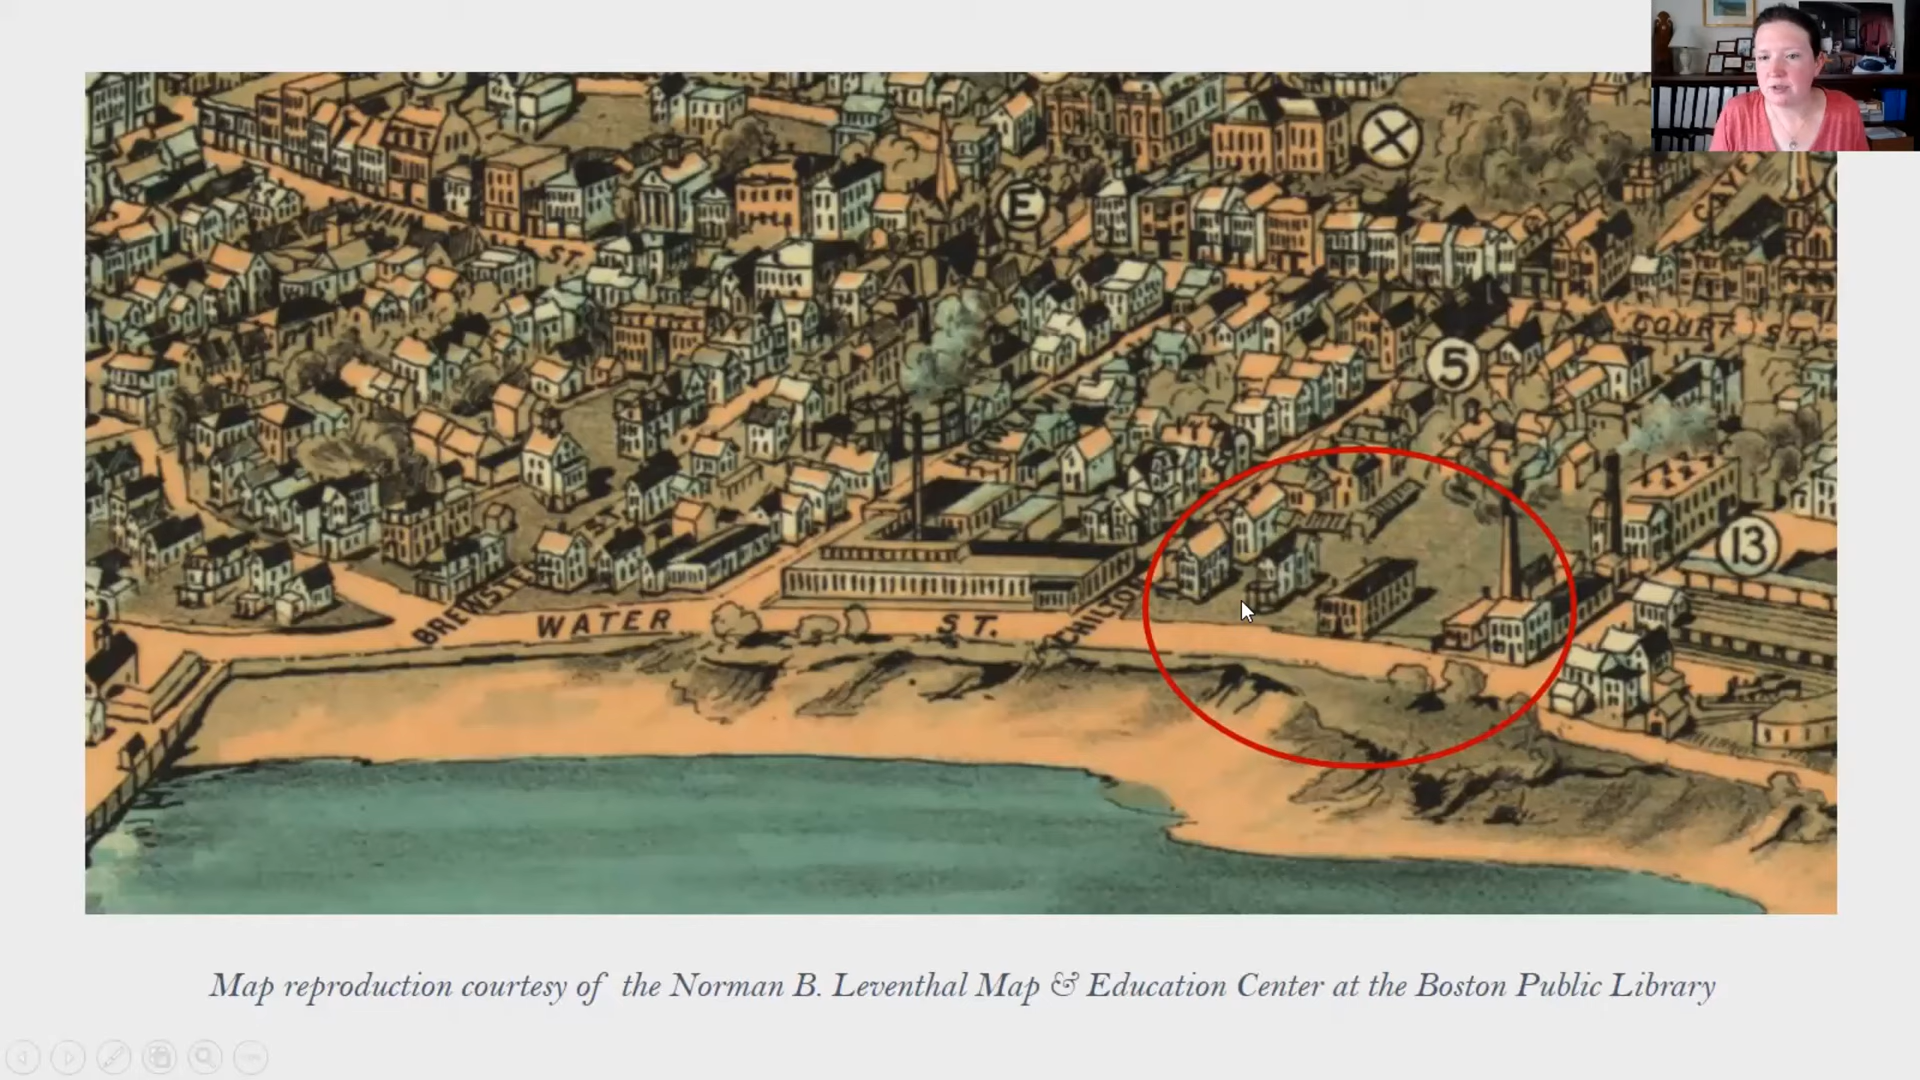 X
E
MAIN
ST.
COURT ST.
5
13
BREWSTER
WATER
ST.
CHILTON
Map reproduction courtesy of the Norman B. Leventhal Map & Education Center at the Boston Public Library